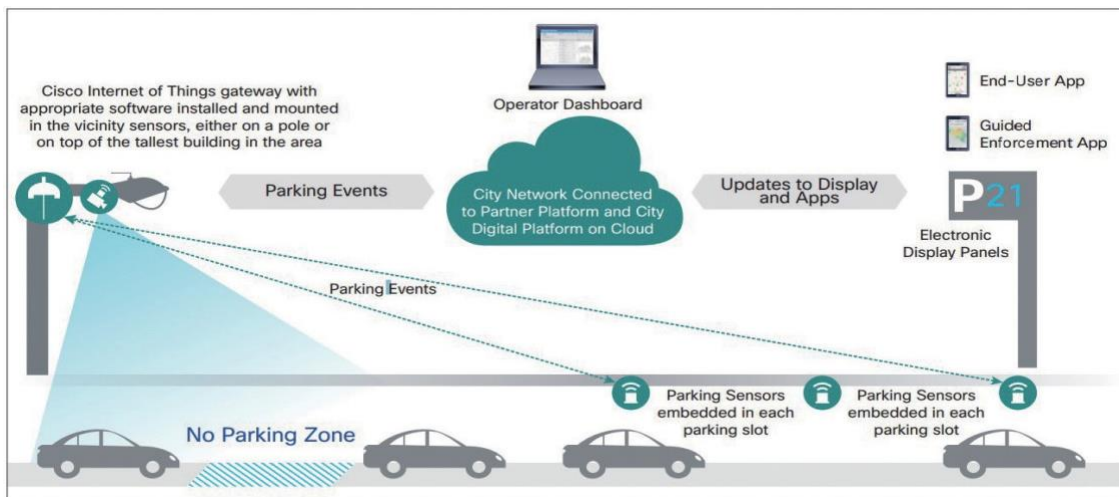 Cisco Internet of Things gateway with
appropriate software installed and mounted
in the vicinity sensors, either on a pole or
on top of the tallest building in the area
Operator Dashboard
End-User App
Guided
Enforcement App
Parking Events
City Network Connected
to Partner Platform and City
Digital Platform on Cloud
Updates to Display
and Apps
P21
Electronic
Display Panels
Parking Events
Parking Sensors
embedded in each
parking slot
Parking Sensors
embedded in each
parking slot
No Parking Zone